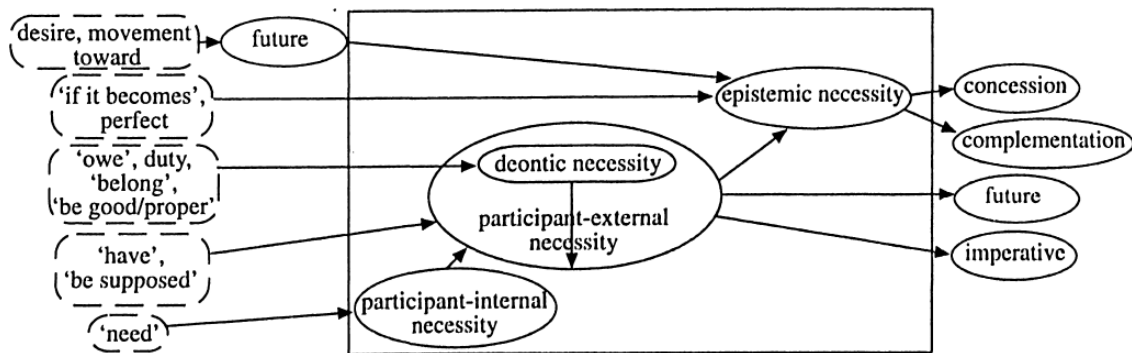 desire, movement
toward
future
'if it becomes',
perfect
epistemic necessity
concession
complementation
'owe', duty,
'belong',
'be good/proper'
deontic necessity
participant-external
necessity
future
imperative
'have',
'be supposed'
participant-internal
necessity
'need'